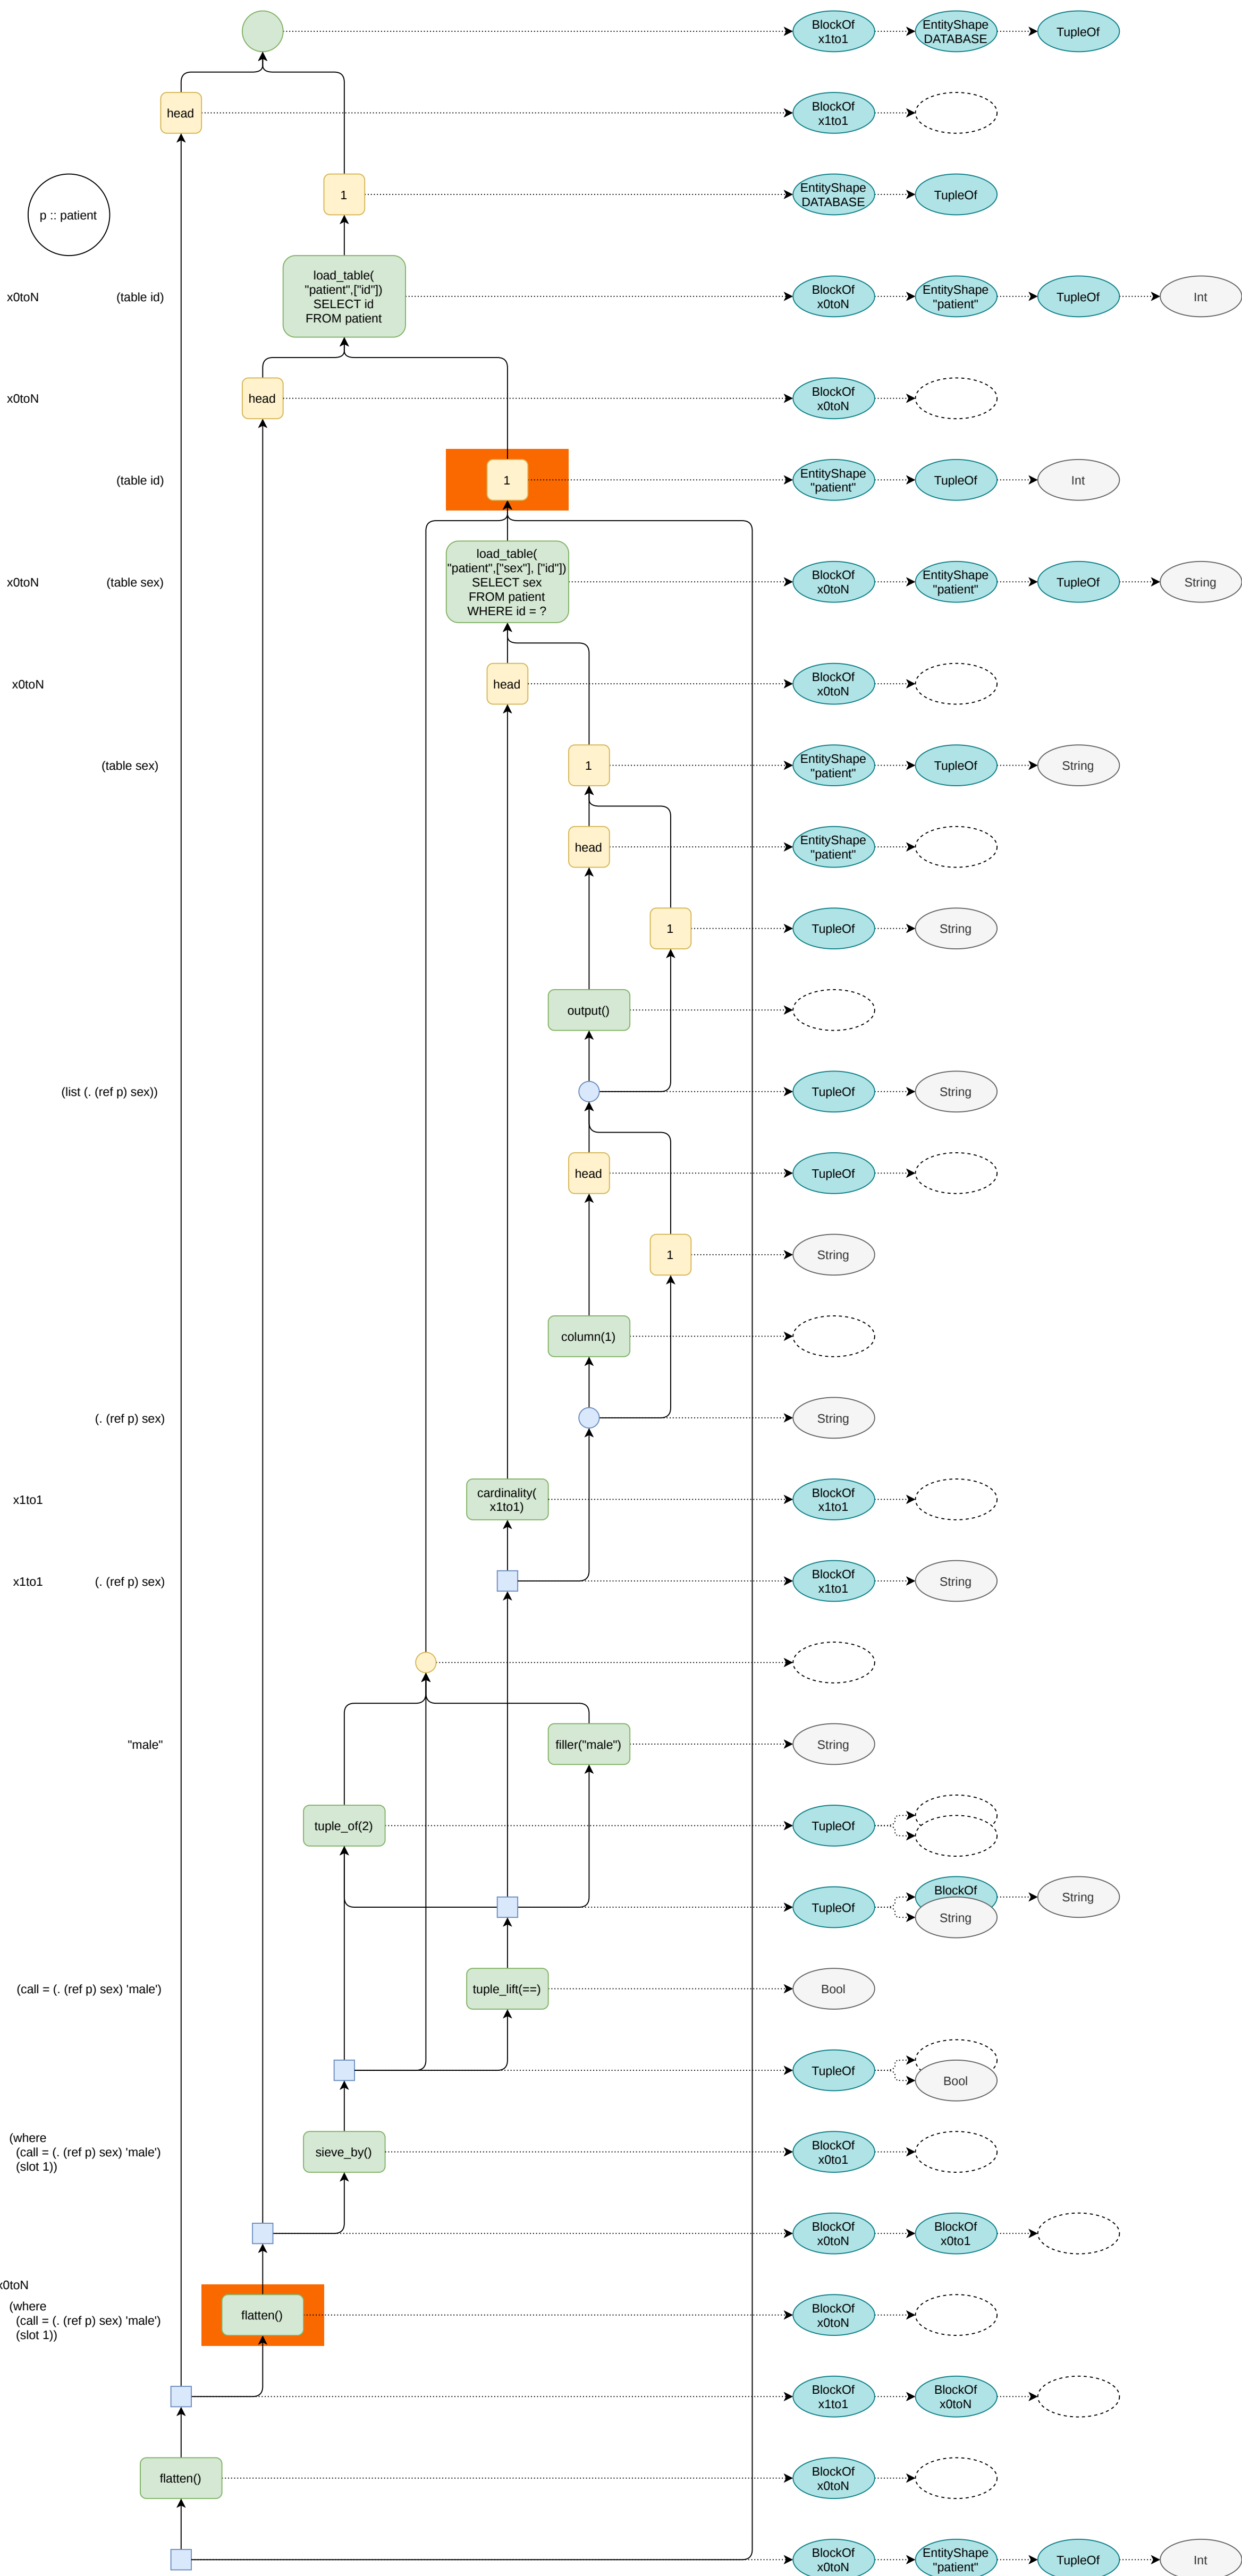 BlockOf
x1to1
EntityShape
DATABASE
TupleOf
head
BlockOf
x1to1
p :: patient
1
EntityShape
DATABASE
TupleOf
x0toN
(table id)
load_table(
"patient",["id"])
SELECT id
FROM patient
BlockOf
x0toN
EntityShape
"patient"
TupleOf
Int
x0toN
head
BlockOf
x0toN
(table id)
1
EntityShape
"patient"
TupleOf
Int
x0toN
(table sex)
load_table(
"patient",["sex"], ["id"])
SELECT sex
FROM patient
WHERE id = ?
BlockOf
x0toN
EntityShape
"patient"
TupleOf
String
x0toN
head
BlockOf
x0toN
(table sex)
1
EntityShape
"patient"
TupleOf
String
head
EntityShape
"patient"
1
TupleOf
String
output()
(list (. (ref p) sex))
TupleOf
String
head
TupleOf
1
String
column(1)
(. (ref p) sex)
String
x1to1
cardinality(
x1to1)
BlockOf
x1to1
x1to1
(. (ref p) sex)
BlockOf
x1to1
String
"male"
filler("male")
String
tuple_of(2)
TupleOf
TupleOf
BlockOf
String
String
(call = (. (ref p) sex) 'male')
tuple_lift(==)
Bool
TupleOf
Bool
(where
(call = (. (ref p) sex) 'male')
(slot 1))
sieve_by()
BlockOf
x0to1
BlockOf
x0toN
BlockOf
x0to1
x0toN
(where
(call = (. (ref p) sex) 'male')
(slot 1))
flatten()
BlockOf
x0toN
BlockOf
x1to1
BlockOf
x0toN
flatten()
BlockOf
x0toN
BlockOf
x0toN
EntityShape
"patient"
TupleOf
Int